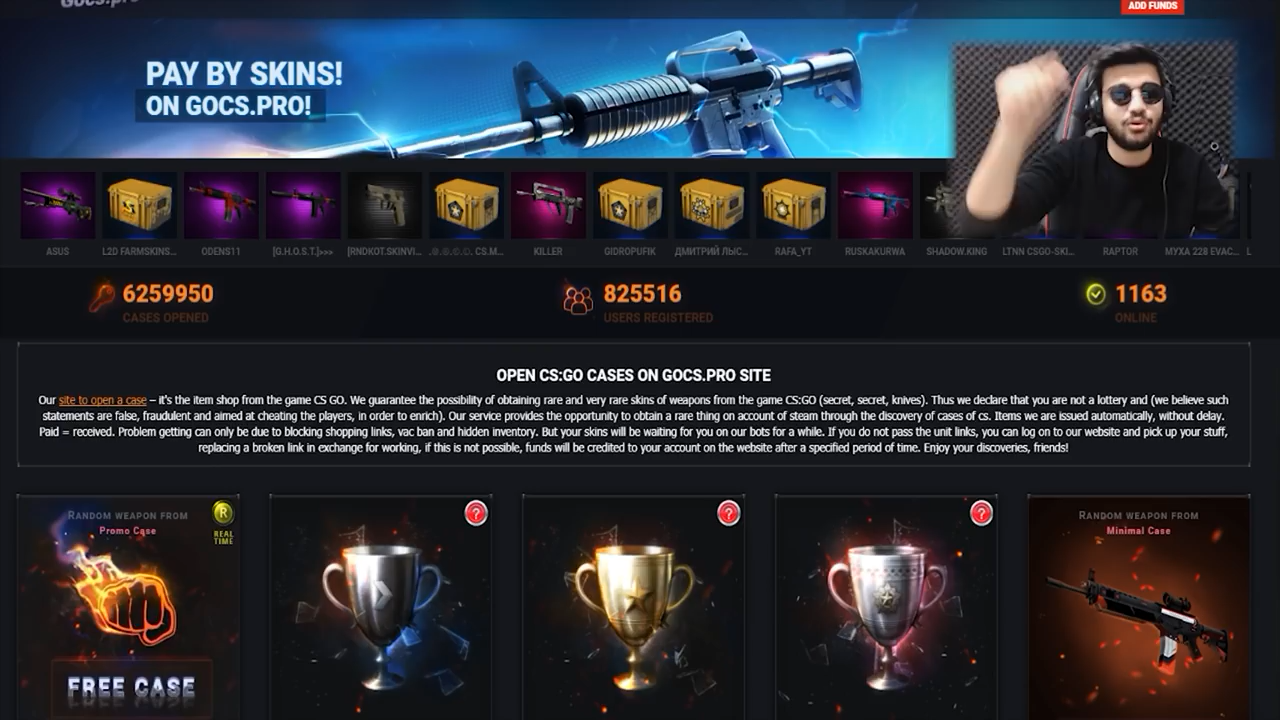 Gocs.pro
ADD FUNDS
PAY BY SKINS!
ON GOCS.PRO!
ASUS
L2D FARMSKINS...
ODENS11
[G.H.O.S.T.]>>>
[RNDKOT.SKINVI...
CS.M...
KILLER
GIDROPUFIK
ДМИТРИЙ ЛЫС...
RAFA_YT
RUSKAKURWA
SHADOW.KING
LTNN CSGO-SKI...
RAPTOR
МУХА 228 EVAC...
L
6259950
CASES OPENED
825516
USERS REGISTERED
1163
ONLINE
OPEN CS:GO CASES ON GOCS.PRO SITE
Our site to open a case – it's the item shop from the game CS GO. We guarantee the possibility of obtaining rare and very rare skins of weapons from the game CS:GO (secret, secret, knives). Thus we declare that you are not a lottery and (we believe such
statements are false, fraudulent and aimed at cheating the players, in order to enrich). Our service provides the opportunity to obtain a rare thing on account of steam through the discovery of cases of cs. Items we are issued automatically, without delay.
Paid = received. Problem getting can only be due to blocking shopping links, vac ban and hidden inventory. But your skins will be waiting for you on our bots for a while. If you do not pass the unit links, you can log on to our website and pick up your stuff,
replacing a broken link in exchange for working, if this is not possible, funds will be credited to your account on the website after a specified period of time. Enjoy your discoveries, friends!
RANDOM WEAPON FROM
Promo Case
R
REAL
TIME
FREE CASE
?
?
?
RANDOM WEAPON FROM
Minimal Case